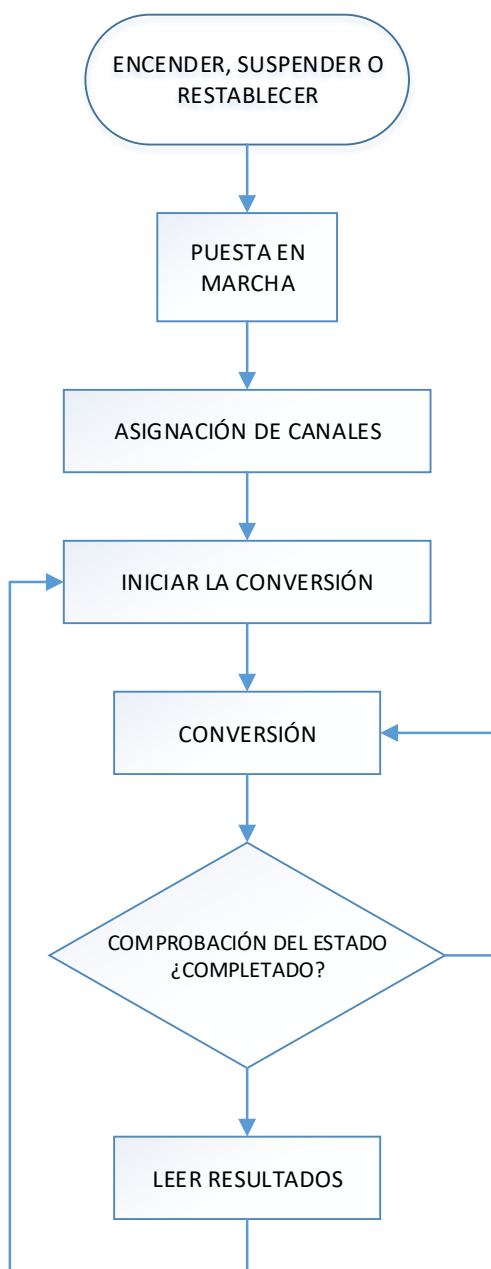 ENCENDER, SUSPENDER O
RESTABLECER
PUESTA EN
MARCHA
ASIGNACIÓN DE CANALES
INICIAR LA CONVERSIÓN
CONVERSIÓN
COMPROBACIÓN DEL ESTADO
¿COMPLETADO?
LEER RESULTADOS